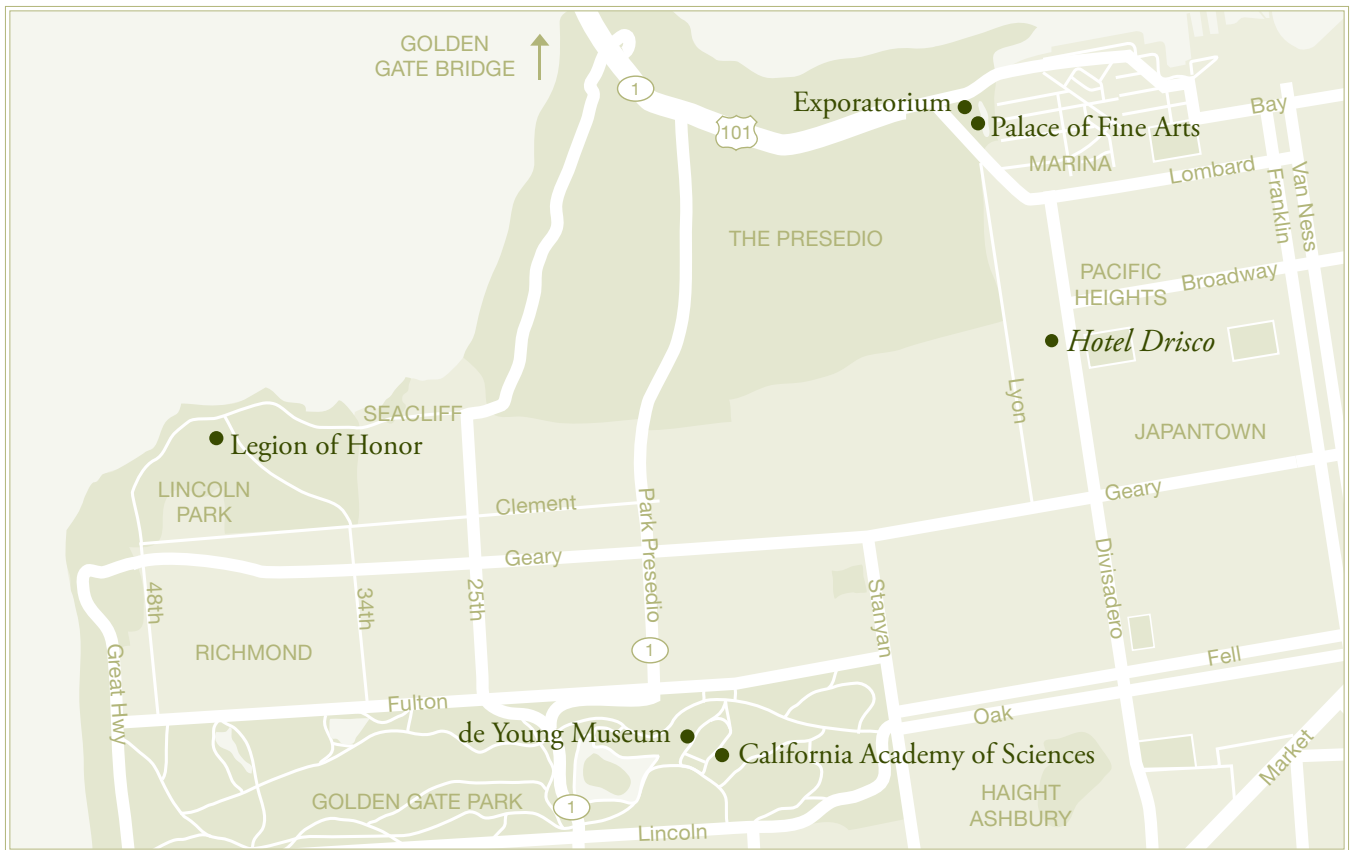 GOLDEN
GATE BRIDGE
1
101
Exporatorium
Palace of Fine Arts
Bay
MARINA
Lombard
Franklin
Van Ness
THE PRESEDIO
PACIFIC
HEIGHTS
Broadway
Hotel Drisco
Lyon
SEACLIFF
Legion of Honor
JAPANTOWN
LINCOLN
PARK
Clement
Park Presedio
Geary
Geary
48th
34th
25th
Stanyan
Divisadero
RICHMOND
1
Great Hwy
Fell
Fulton
Oak
de Young Museum
California Academy of Sciences
Market
GOLDEN GATE PARK
1
HAIGHT
ASHBURY
Lincoln